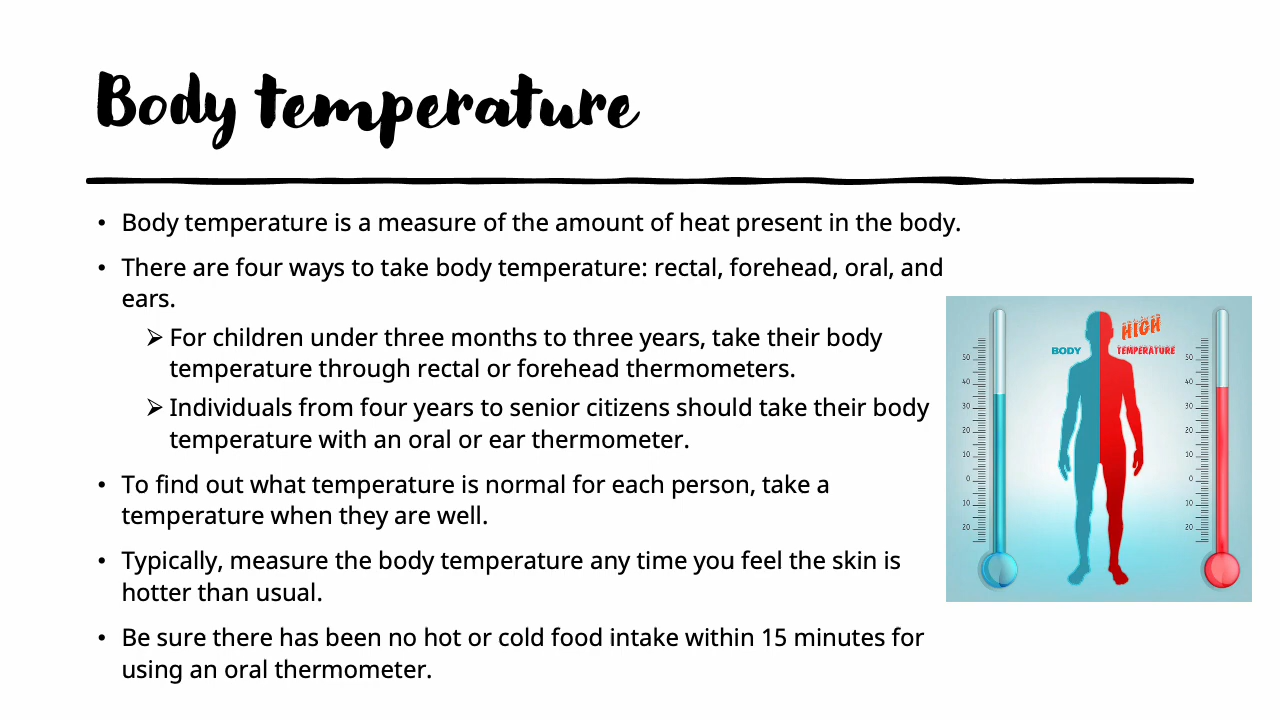 Body temperature
• Body temperature is a measure of the amount of heat present in the body.
• There are four ways to take body temperature: rectal, forehead, oral, and
ears.
➢ For children under three months to three years, take their body
temperature through rectal or forehead thermometers.
➢ Individuals from four years to senior citizens should take their body
temperature with an oral or ear thermometer.
• To find out what temperature is normal for each person, take a
temperature when they are well.
• Typically, measure the body temperature any time you feel the skin is
hotter than usual.
• Be sure there has been no hot or cold food intake within 15 minutes for
using an oral thermometer.
BODY
HIGH
TEMPERATURE
50
40
30
20
10
0
10
20
50
40
30
20
10
0
10
20